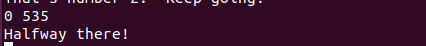 That's number 2. Keep going!
0 535
Halfway there!